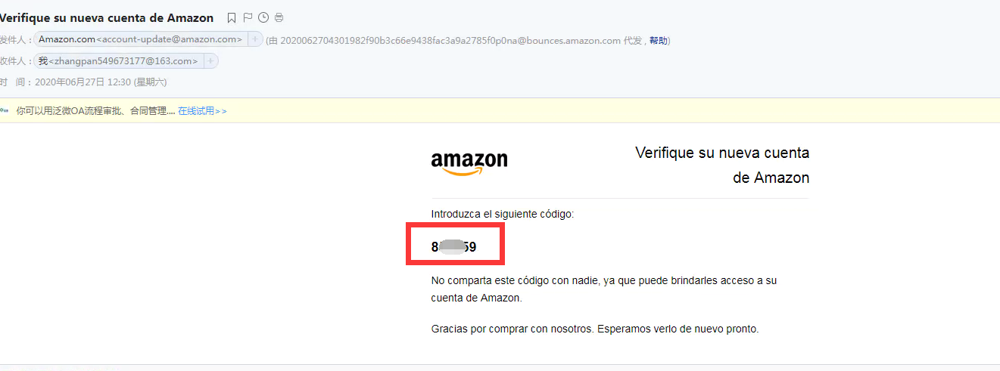 Verifique su nueva cuenta de Amazon
发件人：Amazon.com<account-update@amazon.com> + (由 2020062704301982f90b3c66e9438fac3a9a2785f0p0na@bounces.amazon.com 代发，帮助)
收件人：我<zhangpan549673177@163.com> +
时 间：2020年06月27日 12:30 (星期六)
你可以用泛微OA流程审批、合同管理.... 在线试用>>
amazon
Verifique su nueva cuenta
de Amazon
Introduzca el siguiente código:
8 59
No comparta este código con nadie, ya que puede brindarles acceso a su
cuenta de Amazon.
Gracias por comprar con nosotros. Esperamos verlo de nuevo pronto.